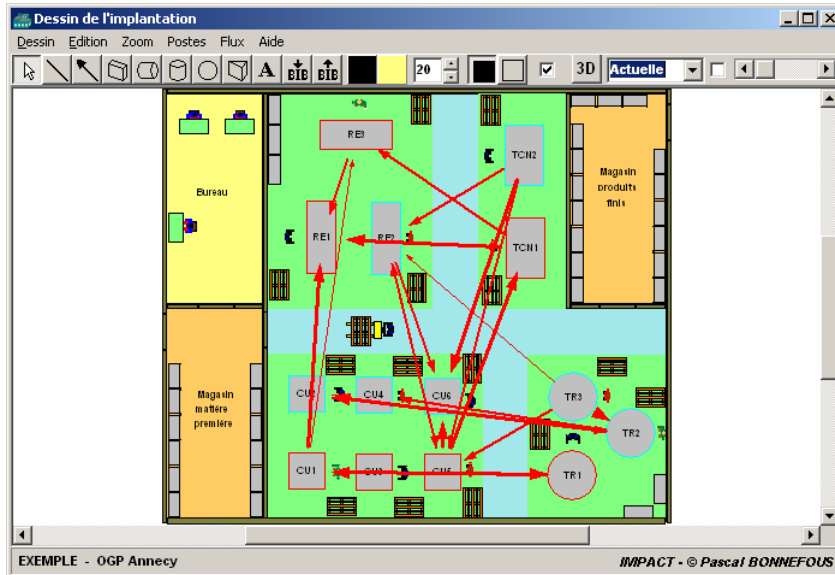 Dessin de l'implantation
Dessin Edition Zoom Postes Flux Aide
A BIB BIB 20 3D Actuelle
RE3
TCN2
Magasin
produits
finis
Bureau
RE1
RE2
TCN1
Magasin
matière
première
CU2
CU4
CU6
TR3
TR2
CU1
CU3
CU5
TR1
EXEMPLE - OGP Annecy
IMPACT - © Pascal BONNEFOUS